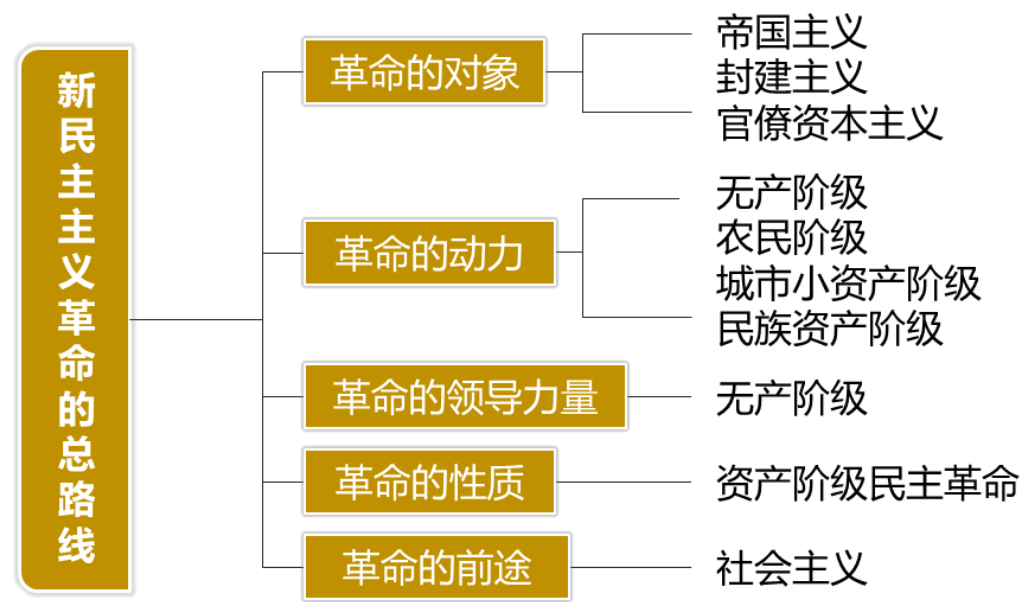 新民主主义革命的总路线
革命的对象
帝国主义
封建主义
官僚资本主义
革命的动力
无产阶级
农民阶级
城市小资产阶级
民族资产阶级
革命的领导力量
无产阶级
革命的性质
资产阶级民主革命
革命的前途
社会主义